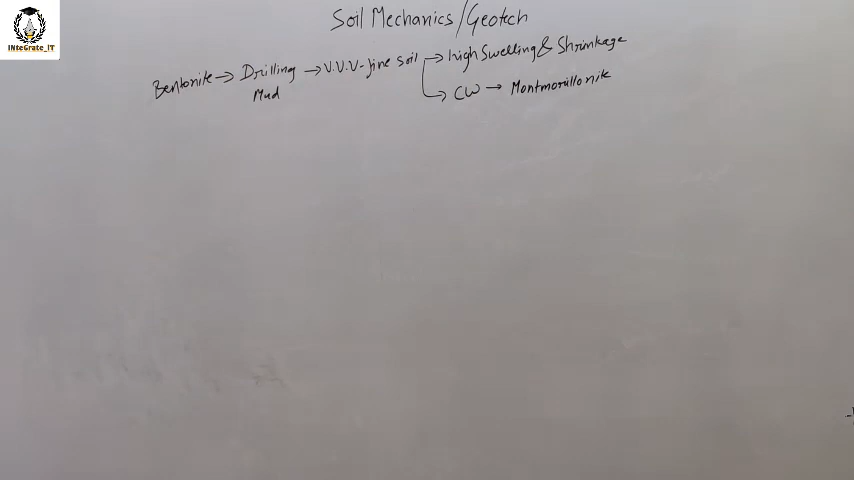 INteGrate_IT
Soil Mechanics/Geotech
Bentonite → Drilling Mud → V.V.V-fine soil → high Swelling & Shrinkage
→ CW → Montmorillonite